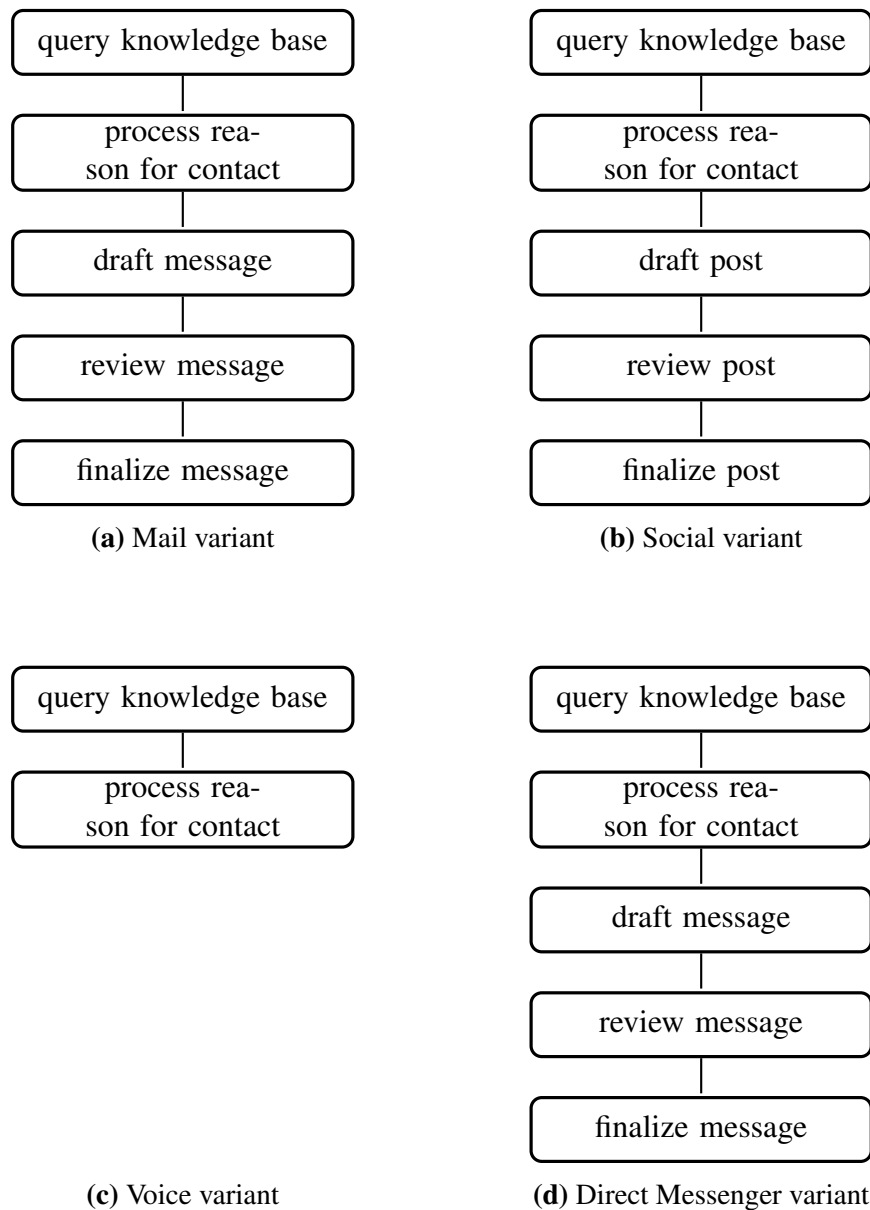 query knowledge base
process rea-
son for contact
draft message
review message
finalize message
(a) Mail variant
query knowledge base
process rea-
son for contact
draft post
review post
finalize post
(b) Social variant
query knowledge base
process rea-
son for contact
(c) Voice variant
query knowledge base
process rea-
son for contact
draft message
review message
finalize message
(d) Direct Messenger variant